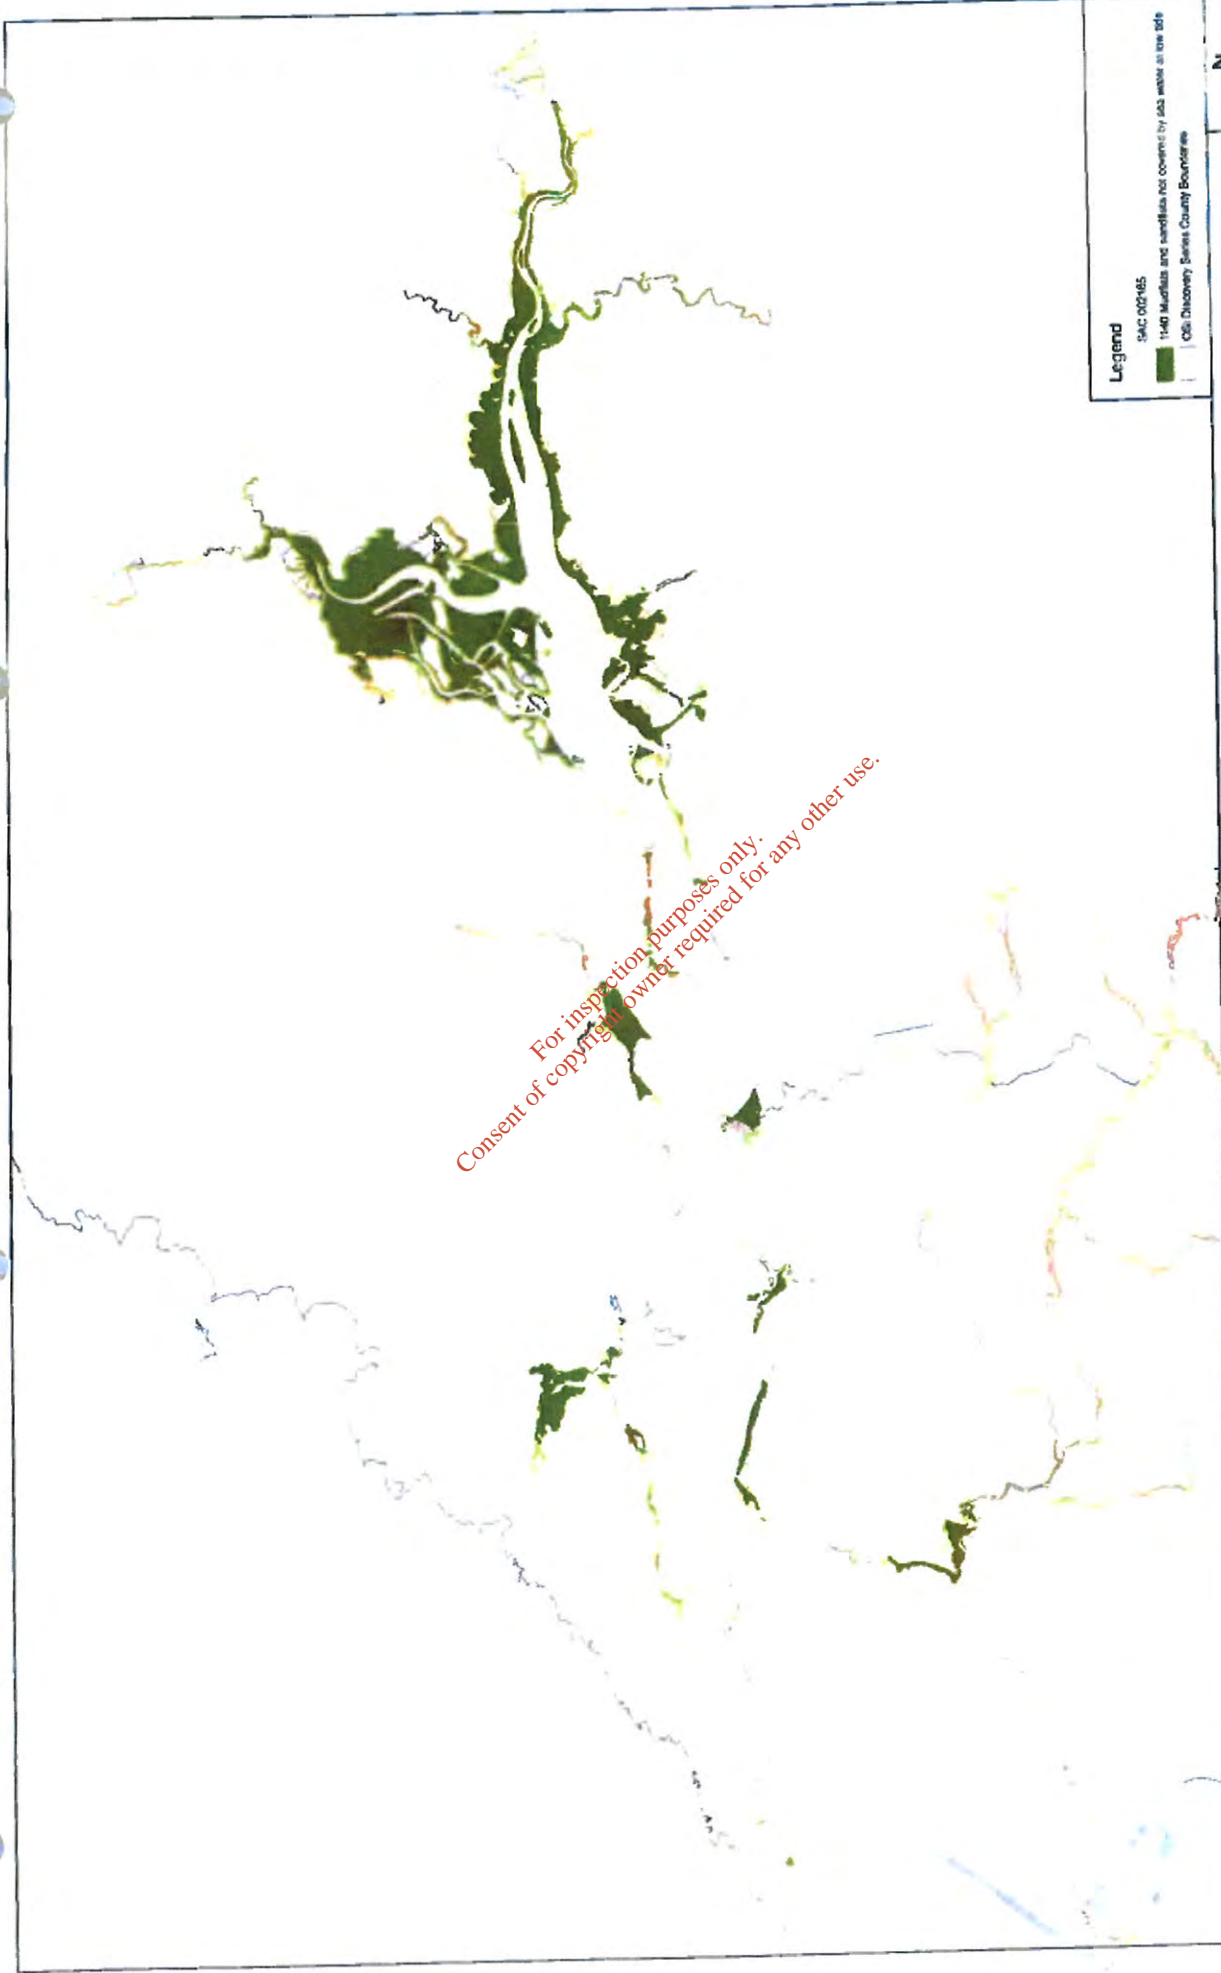 Legend
SAC 002165
1140 Mudflats and sandflats not covered by sea water at low tide
OSi Discovery Series County Boundaries
N
For inspection purposes only.
Consent of copyright owner required for any other use.